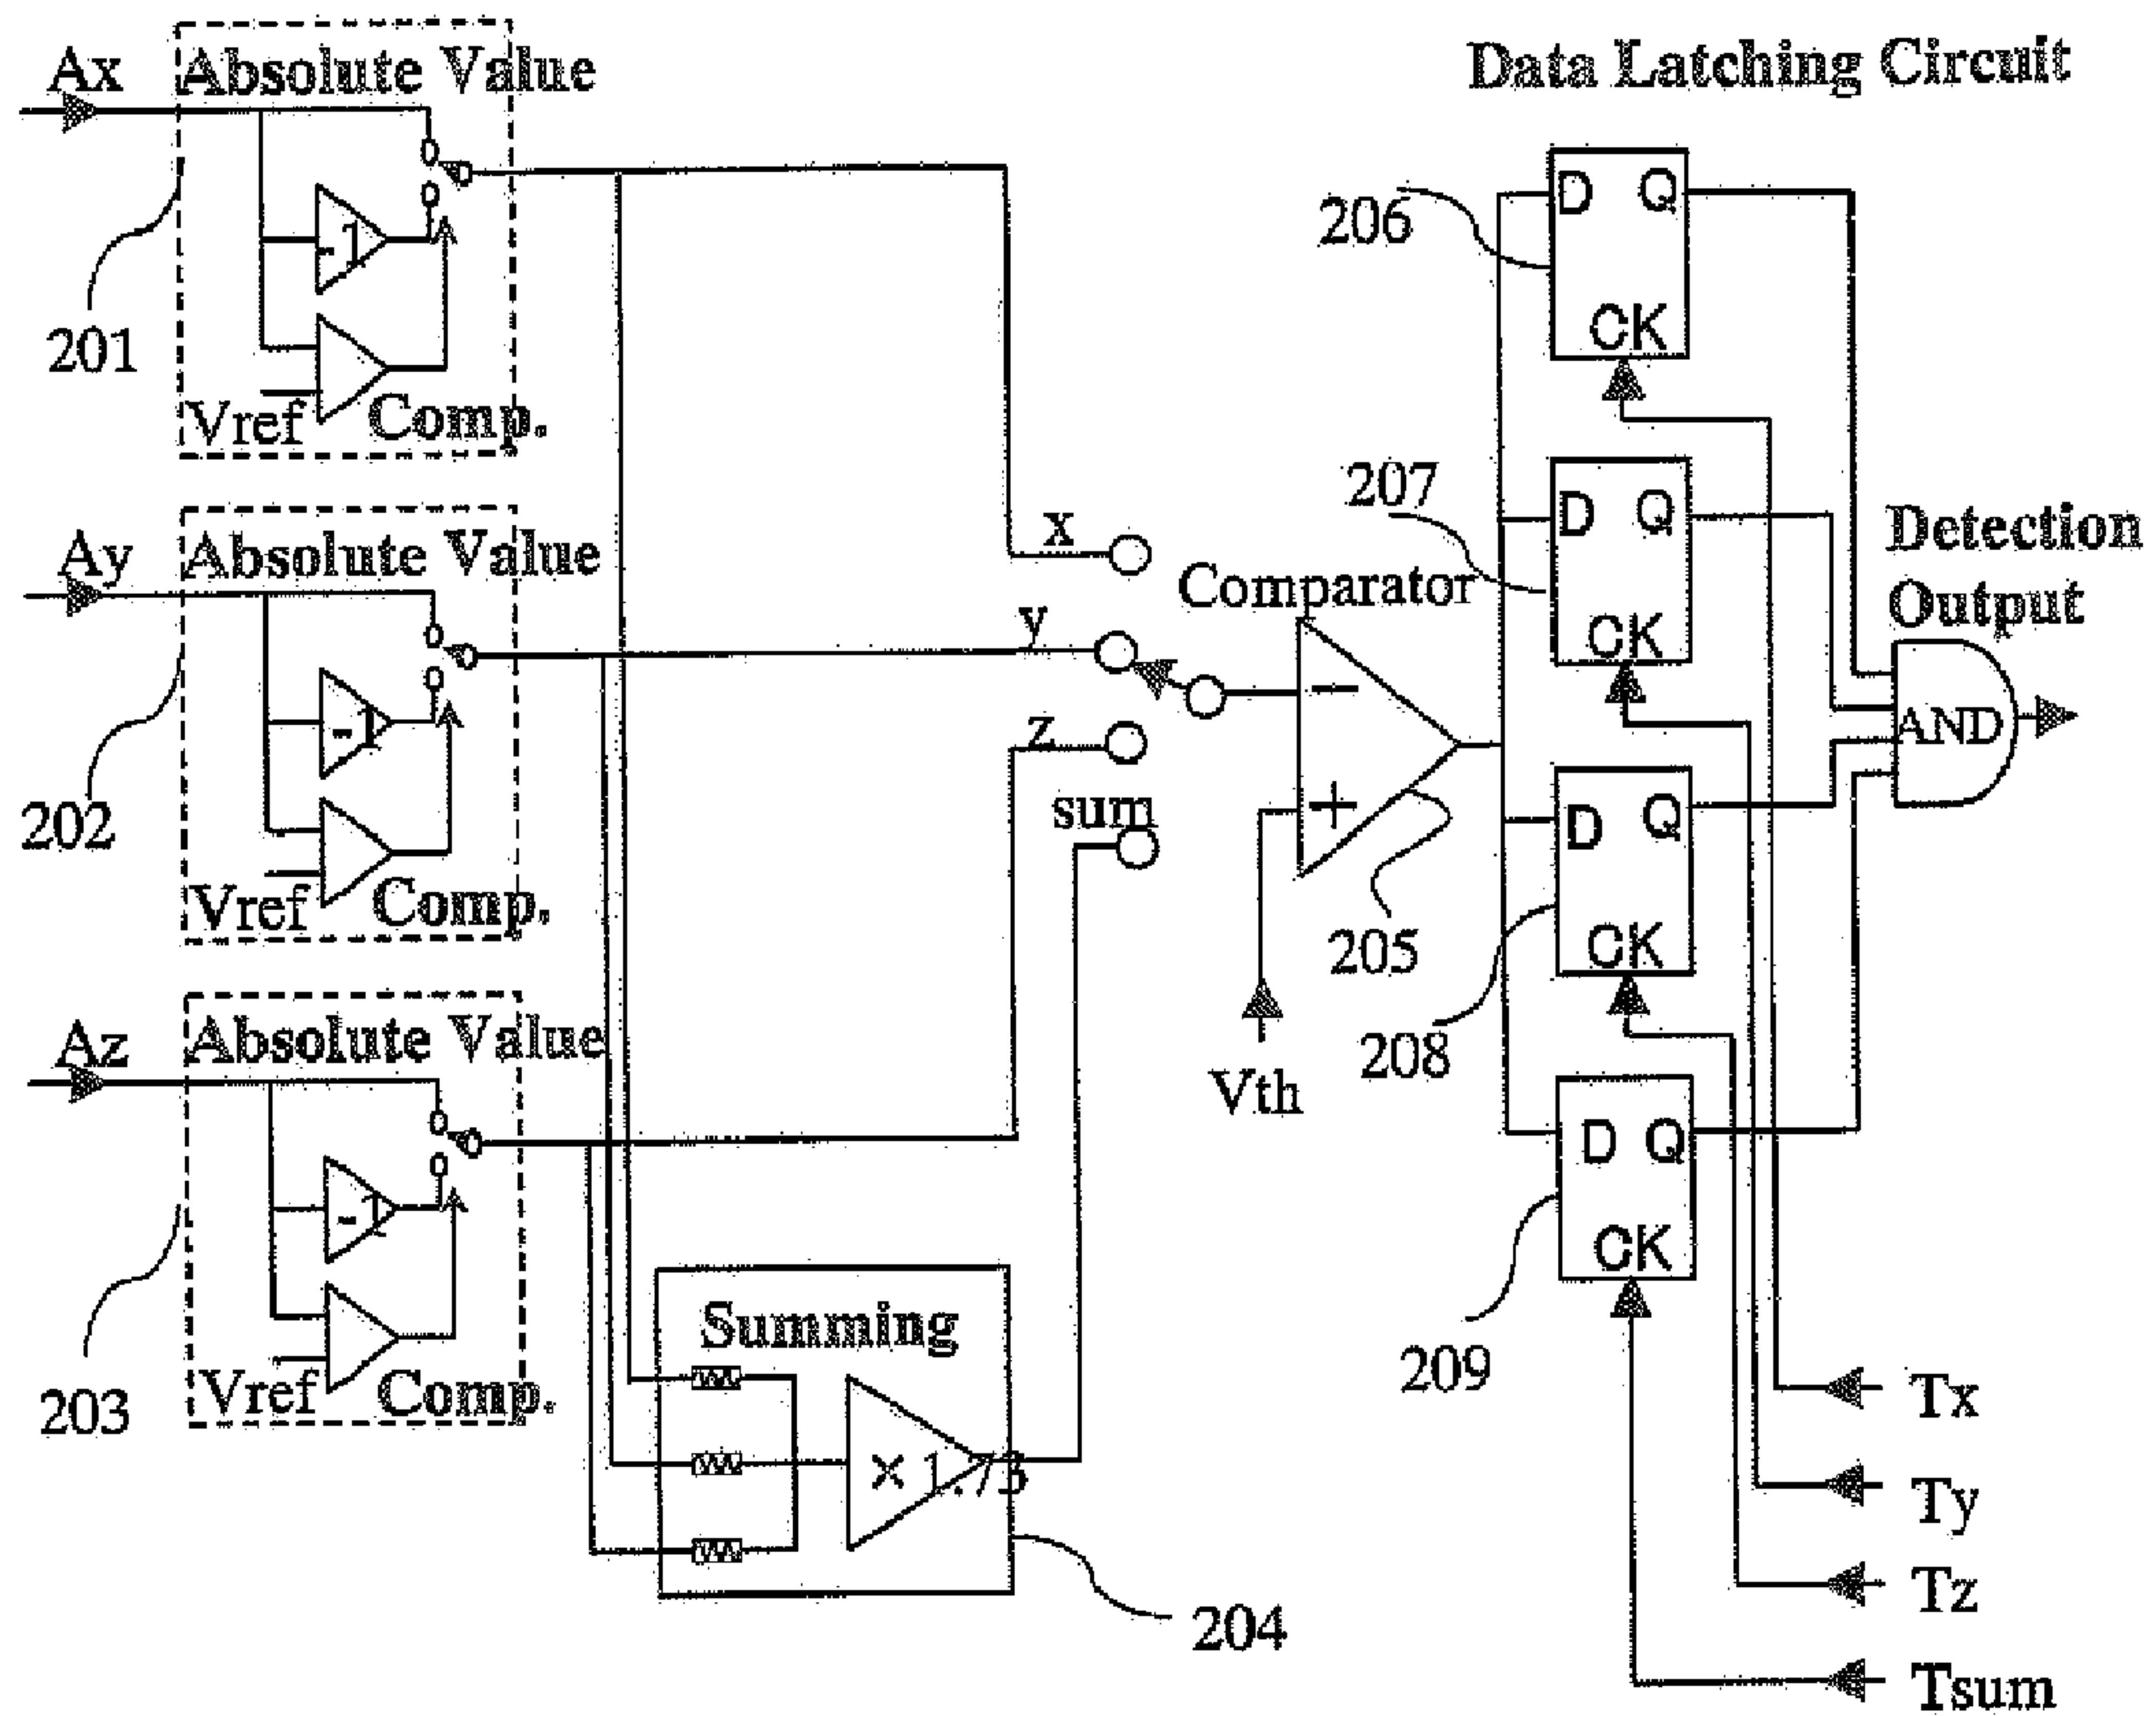 Ax
Absolute Value
-1
Vref
Comp.
201
Ay
Absolute Value
-1
Vref
Comp.
202
Az
Absolute Value
-1
Vref
Comp.
203
Summing
× 1.73
204
x
y
z
sum
Comparator
−
+
Vth
205
Data Latching Circuit
D Q
CK
206
D Q
CK
207
D Q
CK
208
D Q
CK
209
Detection
Output
AND
Tx
Ty
Tz
Tsum